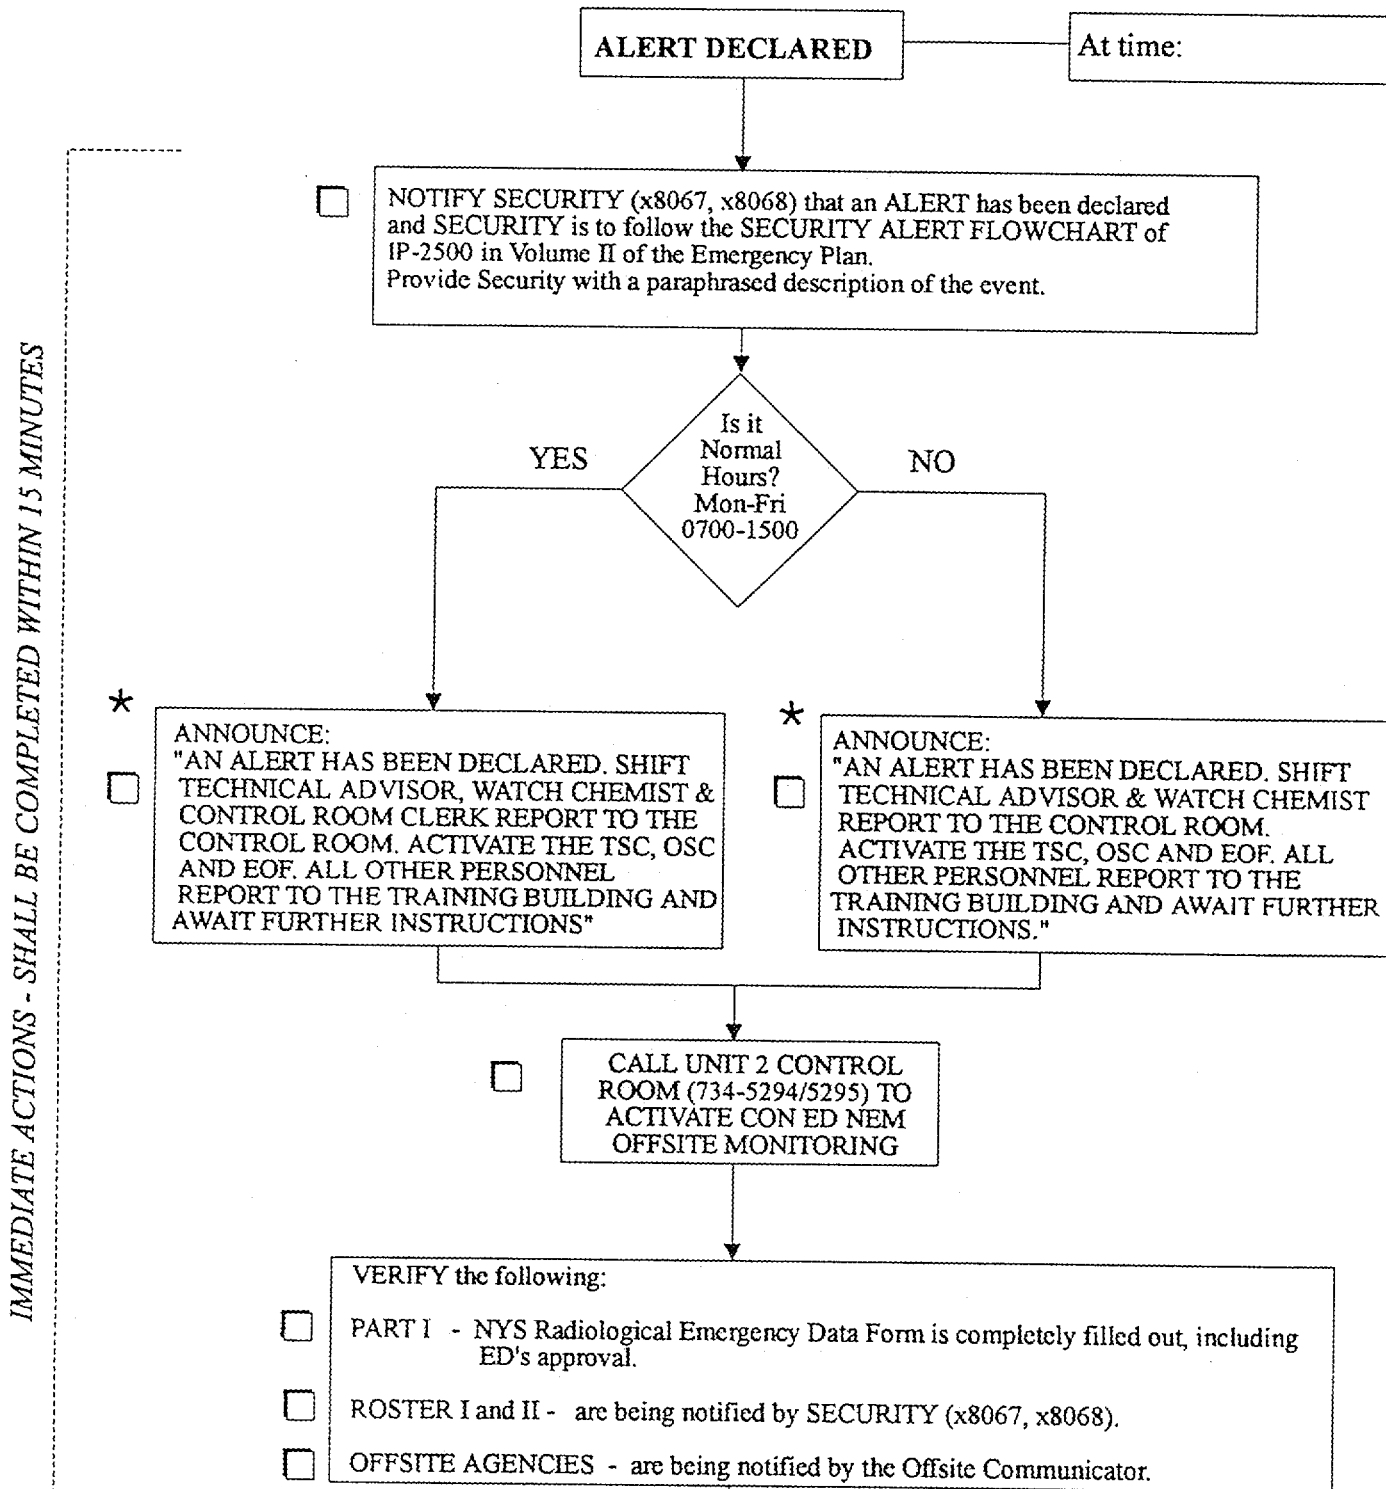 ALERT DECLARED
At time:
NOTIFY SECURITY (x8067, x8068) that an ALERT has been declared
and SECURITY is to follow the SECURITY ALERT FLOWCHART of
IP-2500 in Volume II of the Emergency Plan.
Provide Security with a paraphrased description of the event.
IMMEDIATE ACTIONS - SHALL BE COMPLETED WITHIN 15 MINUTES
Is it
Normal
Hours?
Mon-Fri
0700-1500
YES
NO
*
ANNOUNCE:
"AN ALERT HAS BEEN DECLARED. SHIFT
TECHNICAL ADVISOR, WATCH CHEMIST &
CONTROL ROOM CLERK REPORT TO THE
CONTROL ROOM. ACTIVATE THE TSC, OSC
AND EOF. ALL OTHER PERSONNEL
REPORT TO THE TRAINING BUILDING AND
AWAIT FURTHER INSTRUCTIONS"
*
ANNOUNCE:
"AN ALERT HAS BEEN DECLARED. SHIFT
TECHNICAL ADVISOR & WATCH CHEMIST
REPORT TO THE CONTROL ROOM.
ACTIVATE THE TSC, OSC AND EOF. ALL
OTHER PERSONNEL REPORT TO THE
TRAINING BUILDING AND AWAIT FURTHER
INSTRUCTIONS."
CALL UNIT 2 CONTROL
ROOM (734-5294/5295) TO
ACTIVATE CON ED NEM
OFFSITE MONITORING
VERIFY the following:
PART I - NYS Radiological Emergency Data Form is completely filled out, including
ED's approval.
ROSTER I and II - are being notified by SECURITY (x8067, x8068).
OFFSITE AGENCIES - are being notified by the Offsite Communicator.